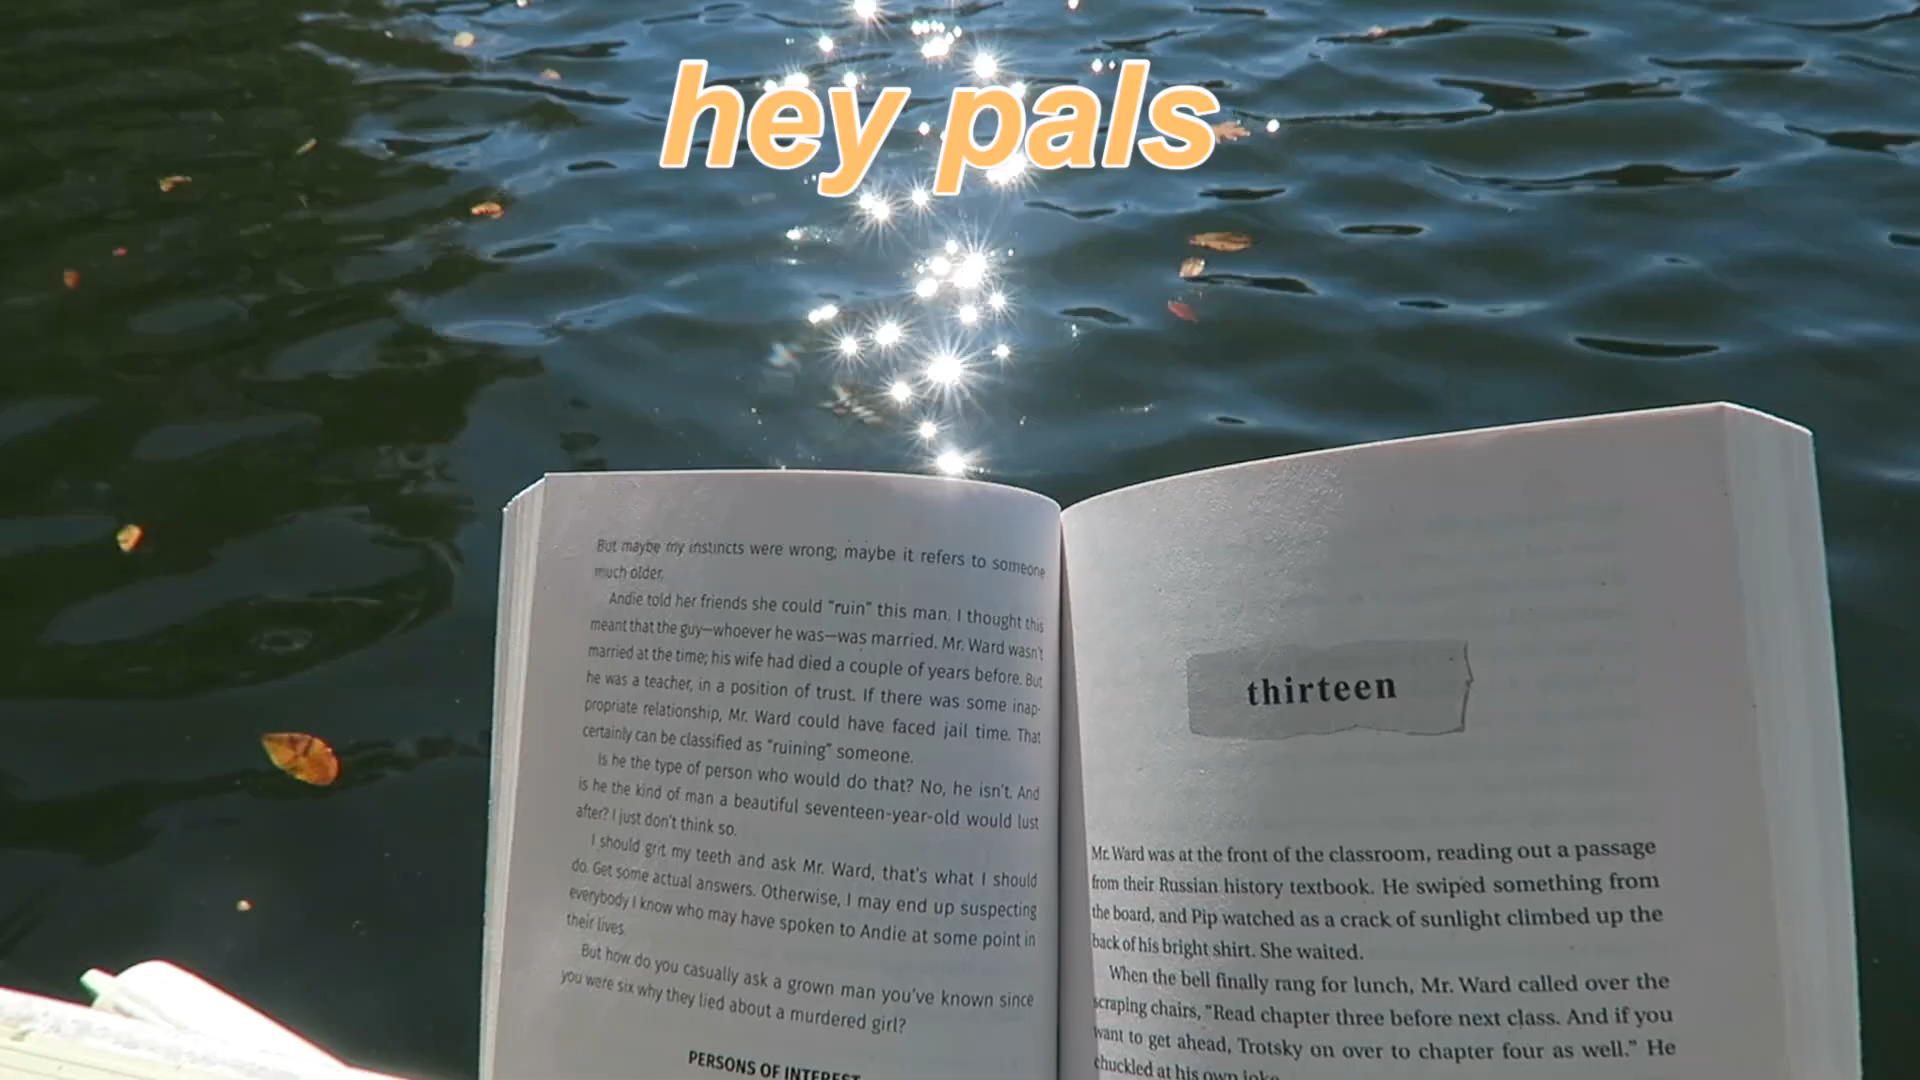 hey pals
But maybe my instincts were wrong; maybe it refers to someone
much older.
Andie told her friends she could “ruin” this man. I thought this
meant that the guy—whoever he was—was married. Mr. Ward wasn’t
married at the time; his wife had died a couple of years before. But
he was a teacher, in a position of trust. If there was some inap-
propriate relationship, Mr. Ward could have faced jail time. That
certainly can be classified as “ruining” someone.
Is he the type of person who would do that? No, he isn’t. And
is he the kind of man a beautiful seventeen-year-old would lust
after? I just don’t think so.
I should grit my teeth and ask Mr. Ward, that’s what I should
do. Get some actual answers. Otherwise, I may end up suspecting
everybody I know who may have spoken to Andie at some point in
their lives.
But how do you casually ask a grown man you’ve known since
you were six why they lied about a murdered girl?
PERSONS OF INTEREST
thirteen
Mr. Ward was at the front of the classroom, reading out a passage
from their Russian history textbook. He swiped something from
the board, and Pip watched as a crack of sunlight climbed up the
back of his bright shirt. She waited.
When the bell finally rang for lunch, Mr. Ward called over the
scraping chairs, “Read chapter three before next class. And if you
want to get ahead, Trotsky on over to chapter four as well.” He
chuckled at his own joke.